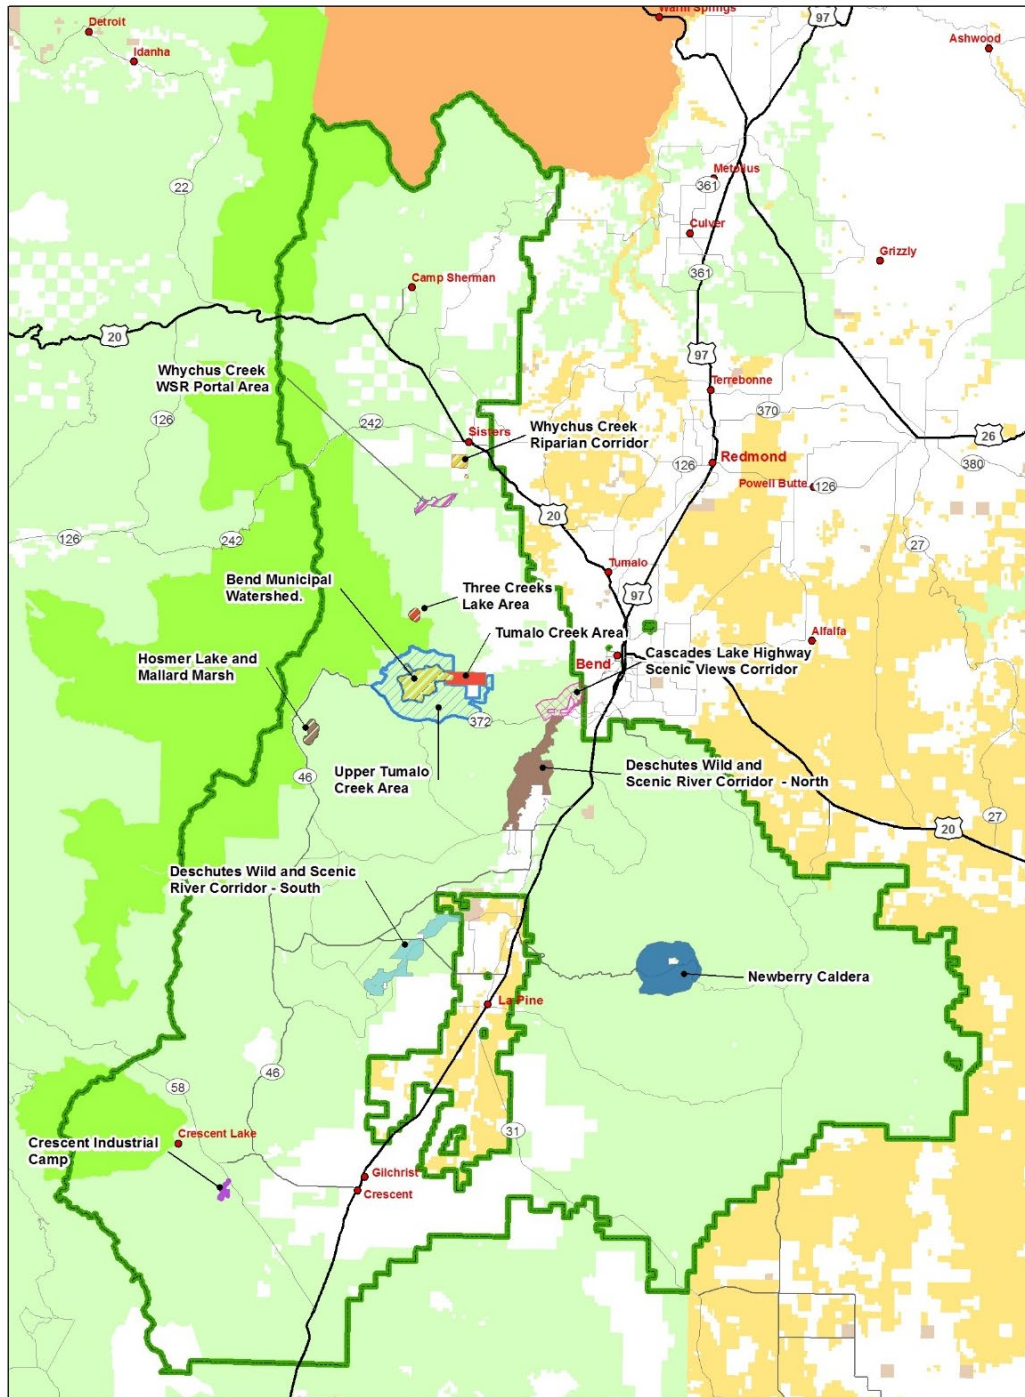 Detroit
Idanha
Warm Springs
97
Ashwood
22
Metolius
361
Culver
Grizzly
361
Camp Sherman
20
97
Whychus Creek
WSR Portal Area
Terrebonne
126
242
370
Sisters
Whychus Creek
Riparian Corridor
26
126
Redmond
380
Powell Butte
126
20
126
242
27
Tumalo
Bend Municipal
Watershed.
Three Creeks
Lake Area
97
Tumalo Creek Area
Alfalfa
Hosmer Lake and
Mallard Marsh
Bend
Cascades Lake Highway
Scenic Views Corridor
372
46
Upper Tumalo
Creek Area
Deschutes Wild and
Scenic River Corridor - North
27
20
Deschutes Wild and Scenic
River Corridor - South
Newberry Caldera
La Pine
46
58
Crescent Lake
31
Crescent Industrial
Camp
Gilchrist
Crescent